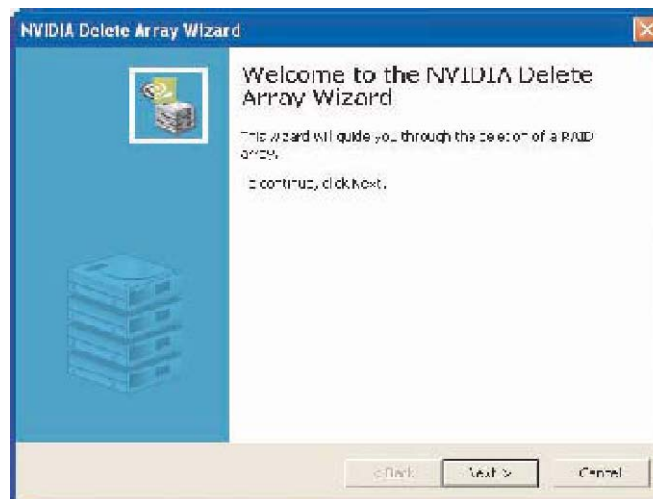 NVIDIA Delete Array Wizard
Welcome to the NVIDIA Delete
Array Wizard
This wizard will guide you through the deletion of a RAID
array.
To continue, click Next.
< Back
Next >
Cancel